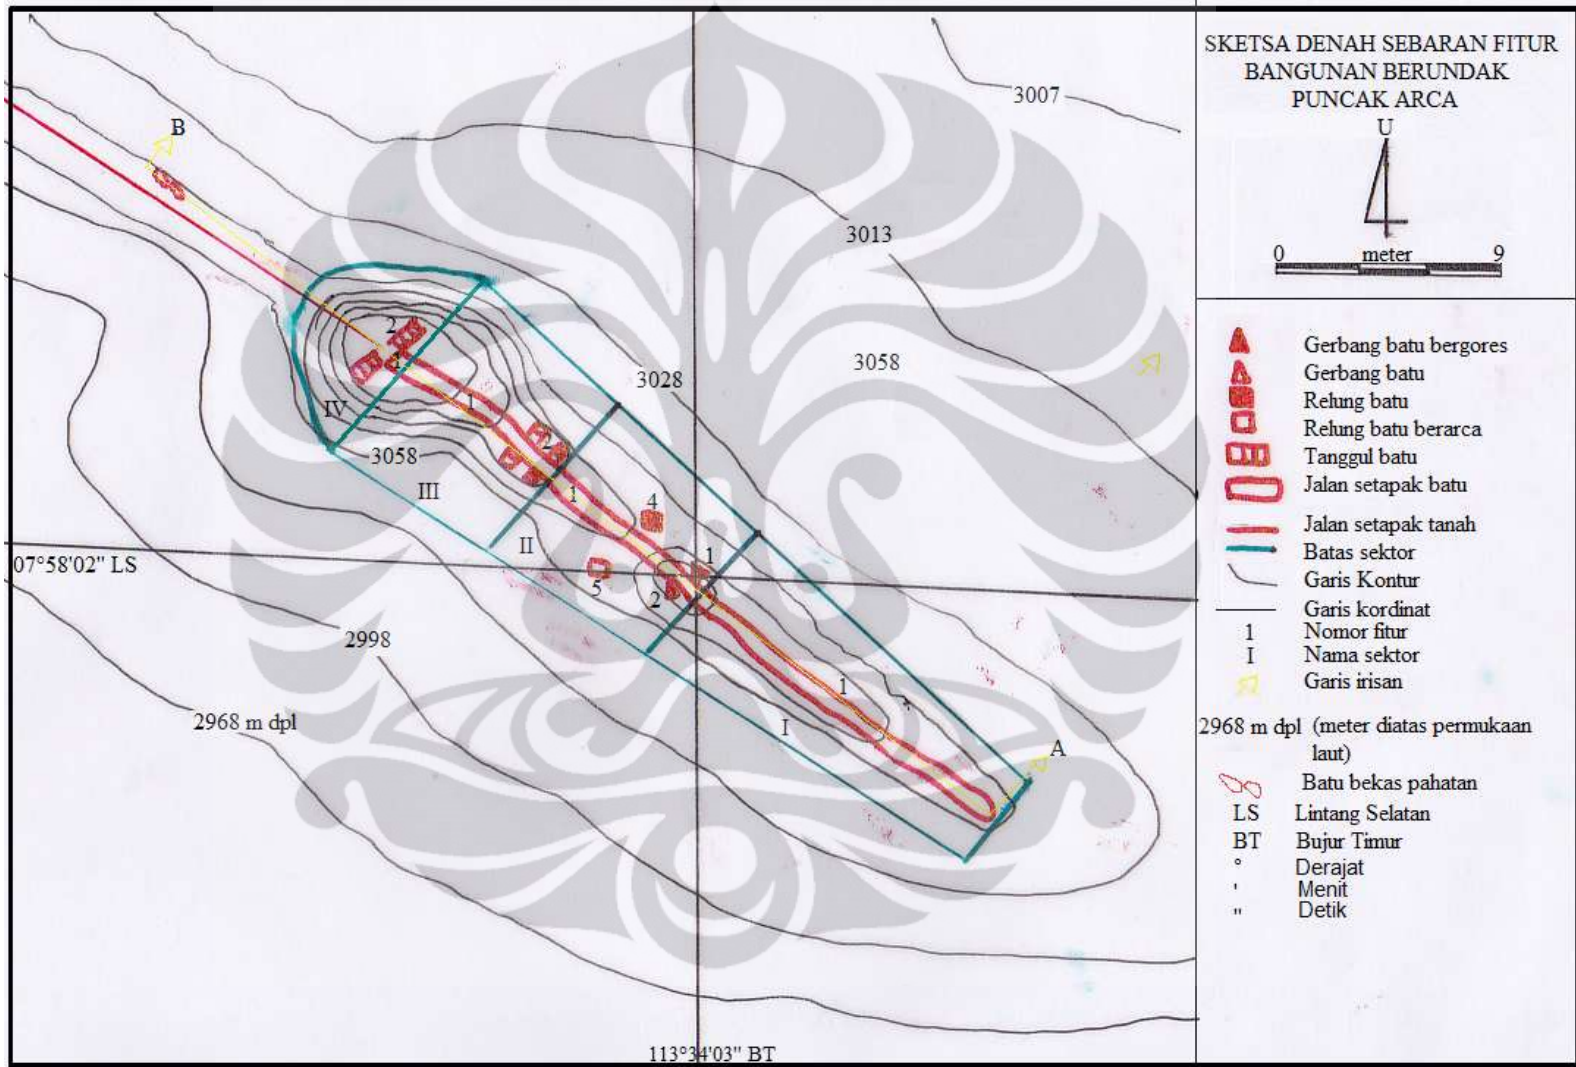 SKETSA DENAH SEBARAN FITUR
BANGUNAN BERUNDAK
PUNCAK ARCA
U
0 meter 9
Gerbang batu bergores
Gerbang batu
Relung batu
Relung batu berarca
Tanggul batu
Jalan setapak batu
Jalan setapak tanah
Batas sektor
Garis Kontur
Garis kordinat
1 Nomor fitur
I Nama sektor
Garis irisan
2968 m dpl (meter diatas permukaan
laut)
Batu bekas pahatan
LS Lintang Selatan
BT Bujur Timur
° Derajat
' Menit
" Detik
3007
B
3013
2
1
3028
3058
1
IV
2
3058
III
1
4
II
1
07°58'02" LS
5
2
2998
1
2968 m dpl
I
A
113°34'03" BT